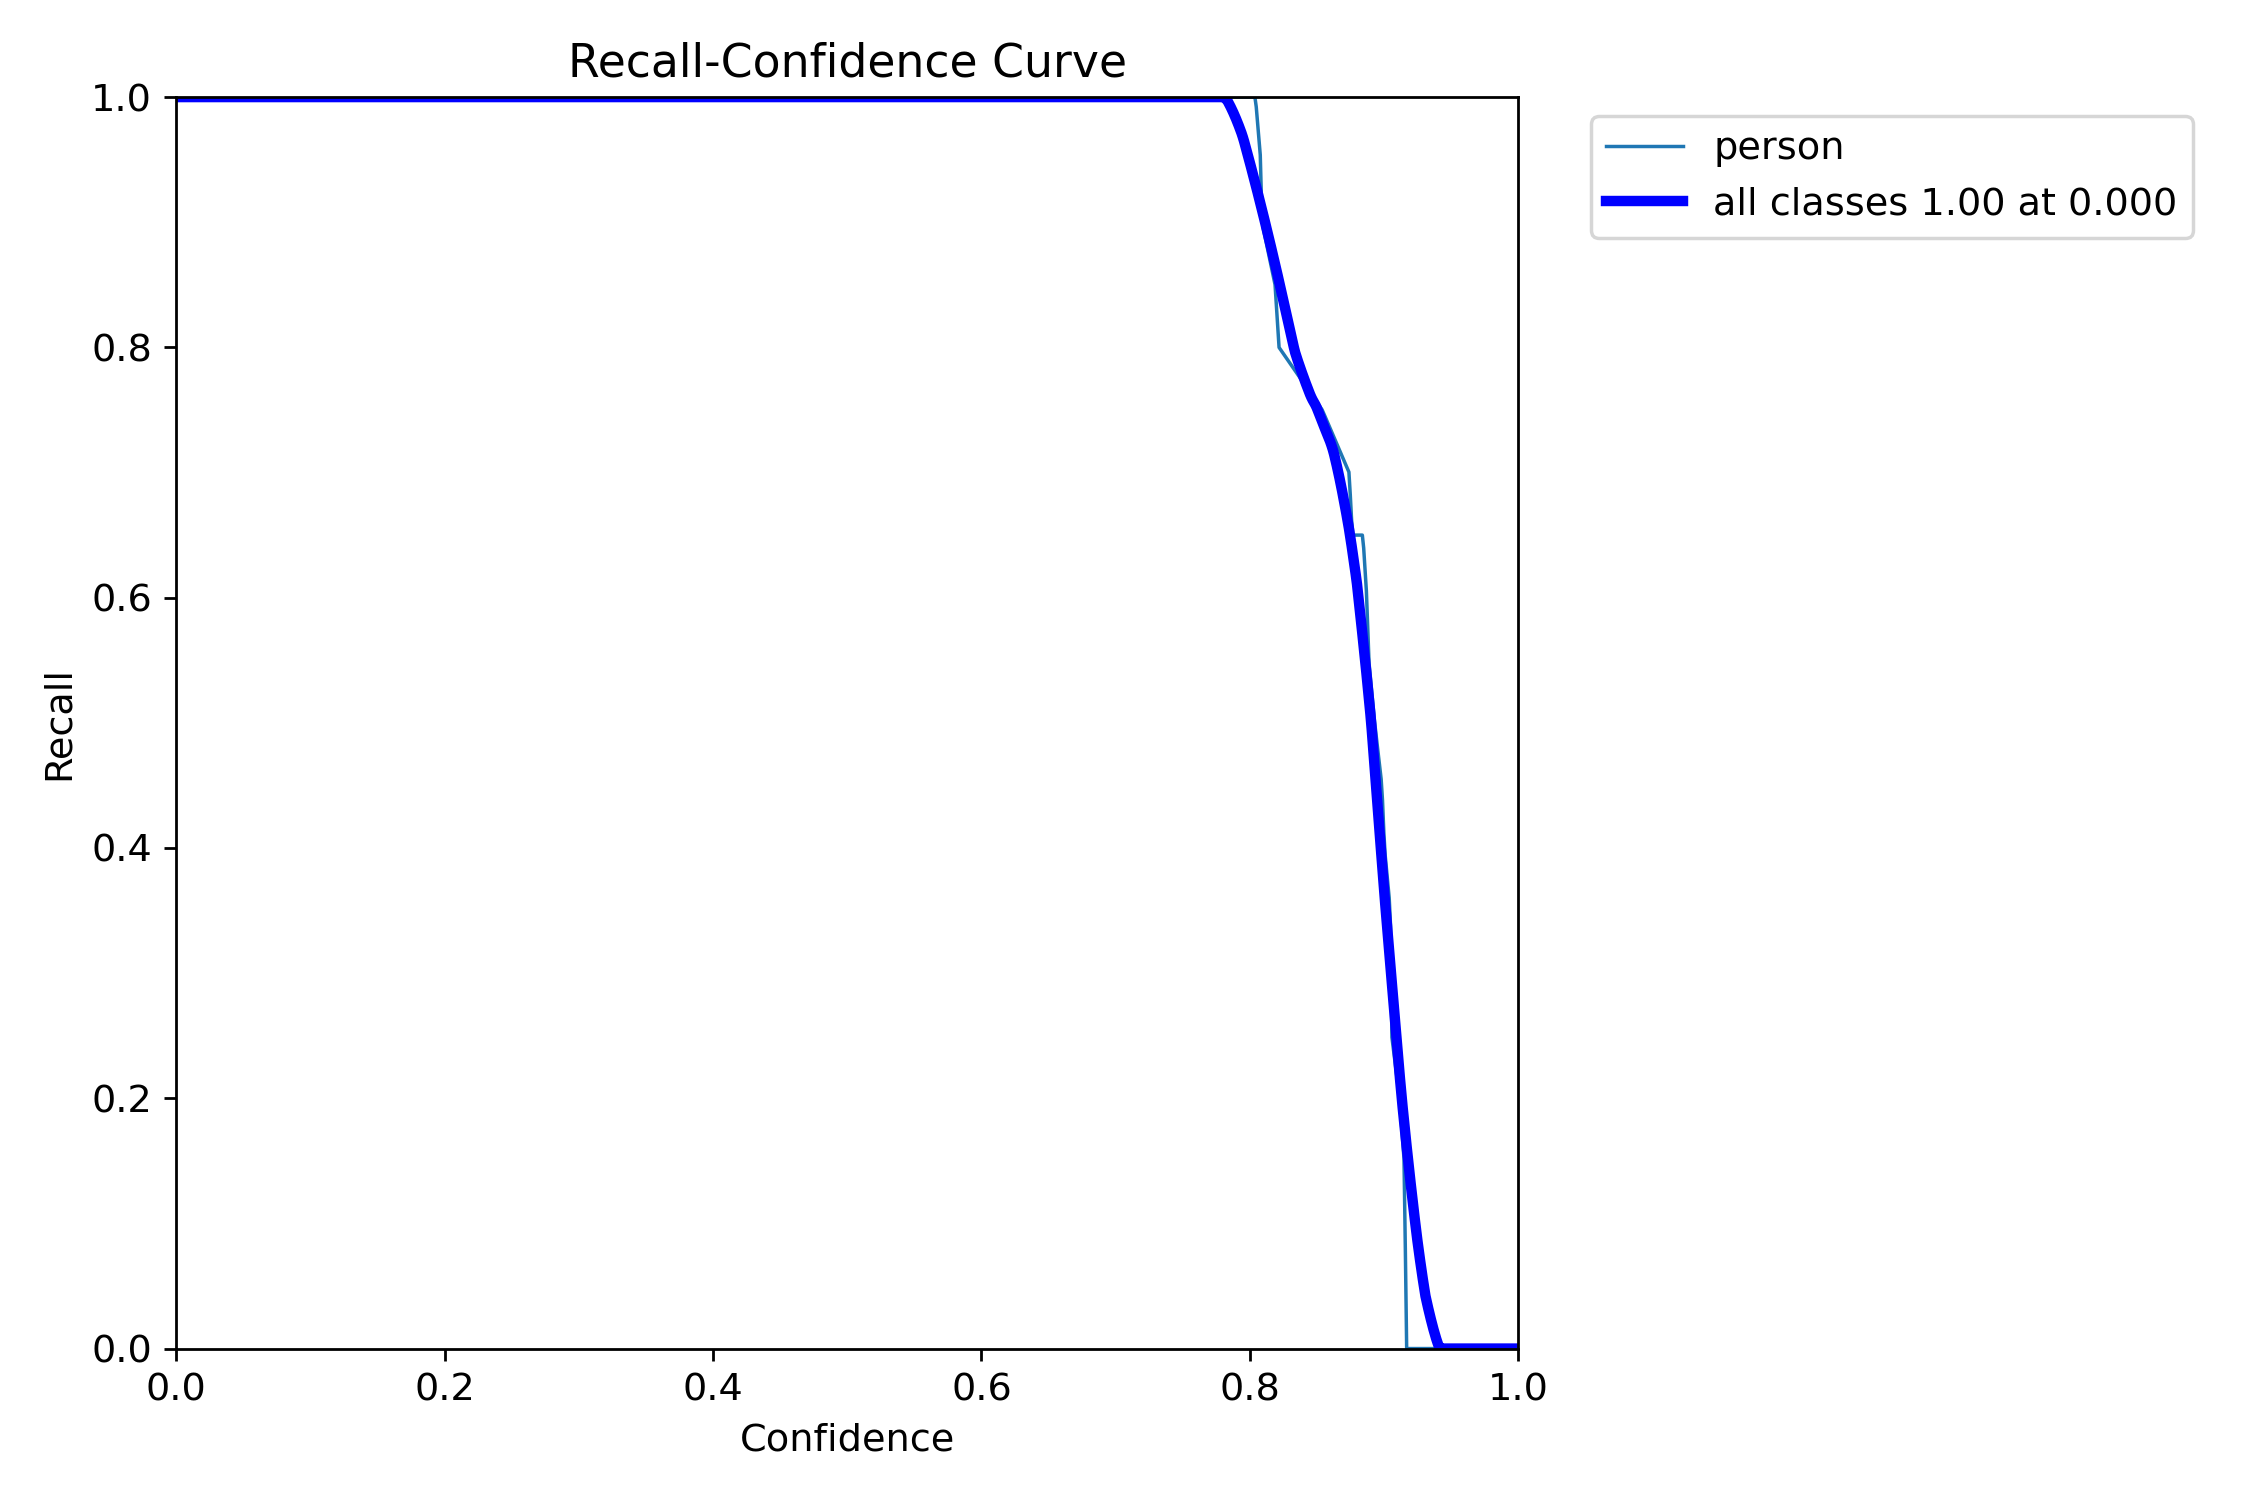 Recall-Confidence Curve
1.0
0.8
0.6
0.4
0.2
0.0
Recall
0.0 0.2 0.4 0.6 0.8 1.0
Confidence
person
all classes 1.00 at 0.000